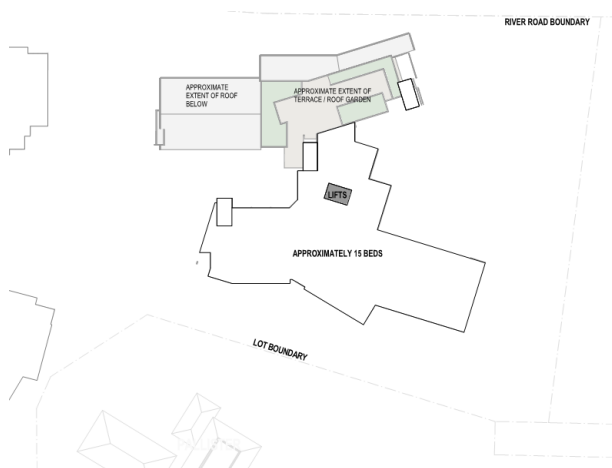 RIVER ROAD BOUNDARY
APPROXIMATE
EXTENT OF ROOF
BELOW
APPROXIMATE EXTENT OF
TERRACE / ROOF GARDEN
LIFTS
APPROXIMATELY 15 BEDS
LOT BOUNDARY